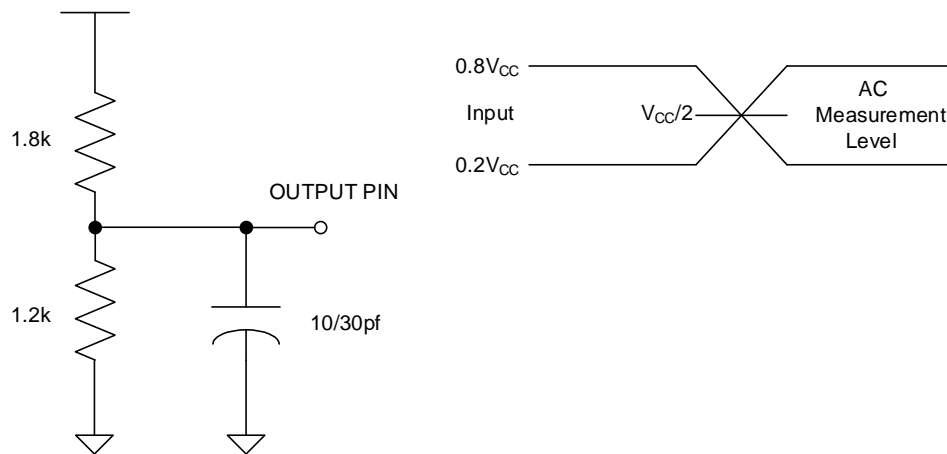 1.8k
OUTPUT PIN
1.2k
10/30pf
0.8VCC
Input
VCC/2
0.2VCC
AC
Measurement
Level